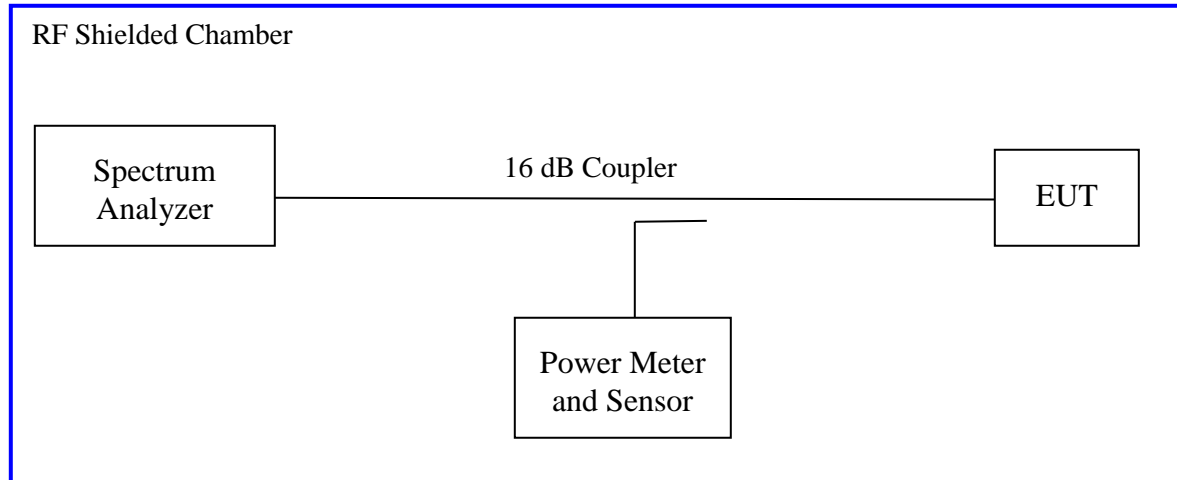 RF Shielded Chamber
Spectrum
Analyzer
16 dB Coupler
EUT
Power Meter
and Sensor